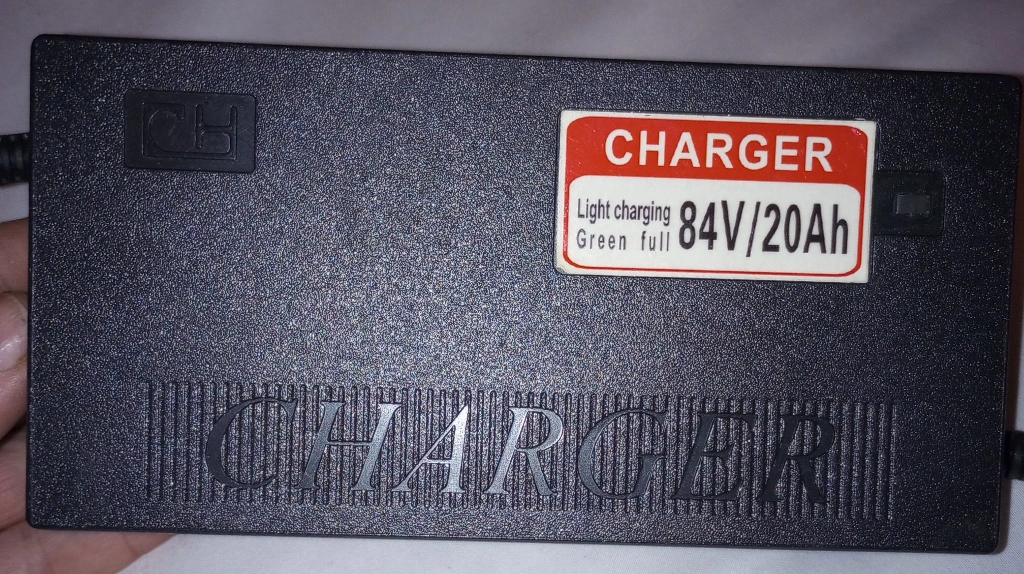 CHARGER
Light charging
Green full
84V/20Ah
CHARGER